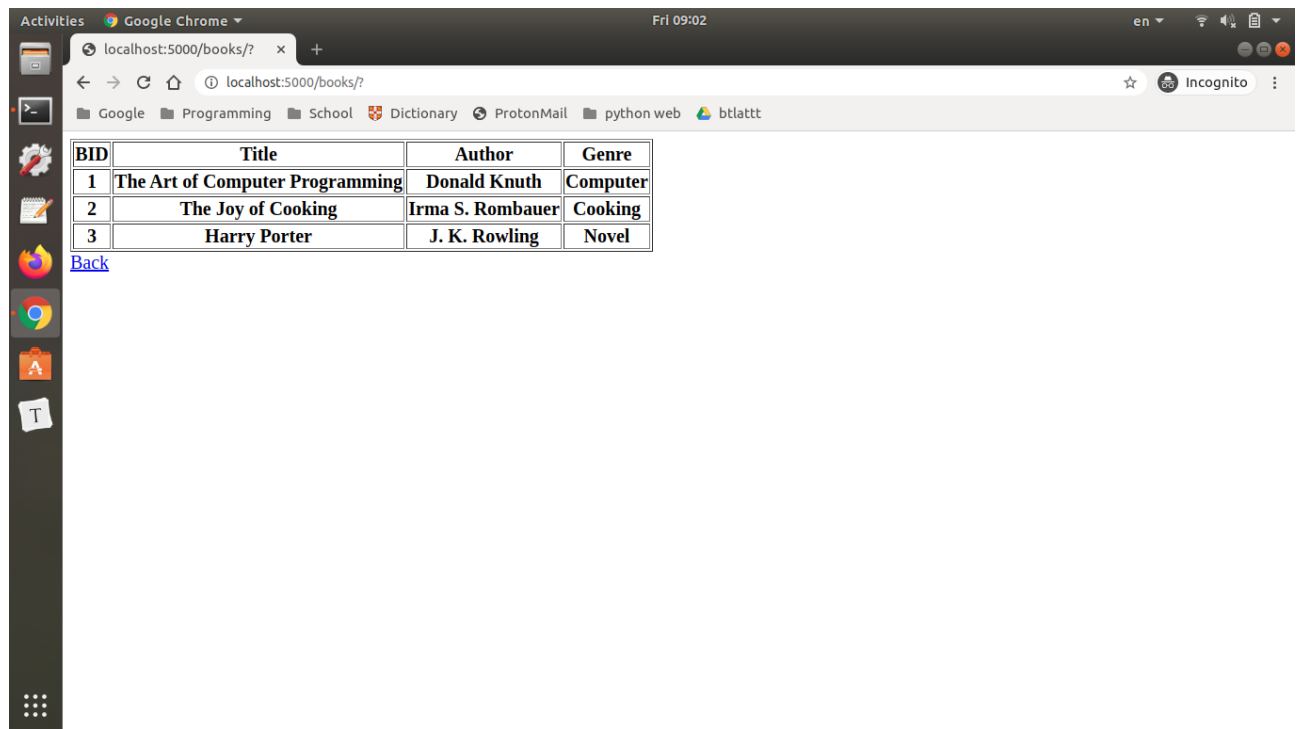 Activities Google Chrome Fri 09:02 en
localhost:5000/books/? × +
localhost:5000/books/? Incognito
Google Programming School Dictionary ProtonMail python web btlattt
BID Title Author Genre
1 The Art of Computer Programming Donald Knuth Computer
2 The Joy of Cooking Irma S. Rombauer Cooking
3 Harry Porter J. K. Rowling Novel
Back
A
T